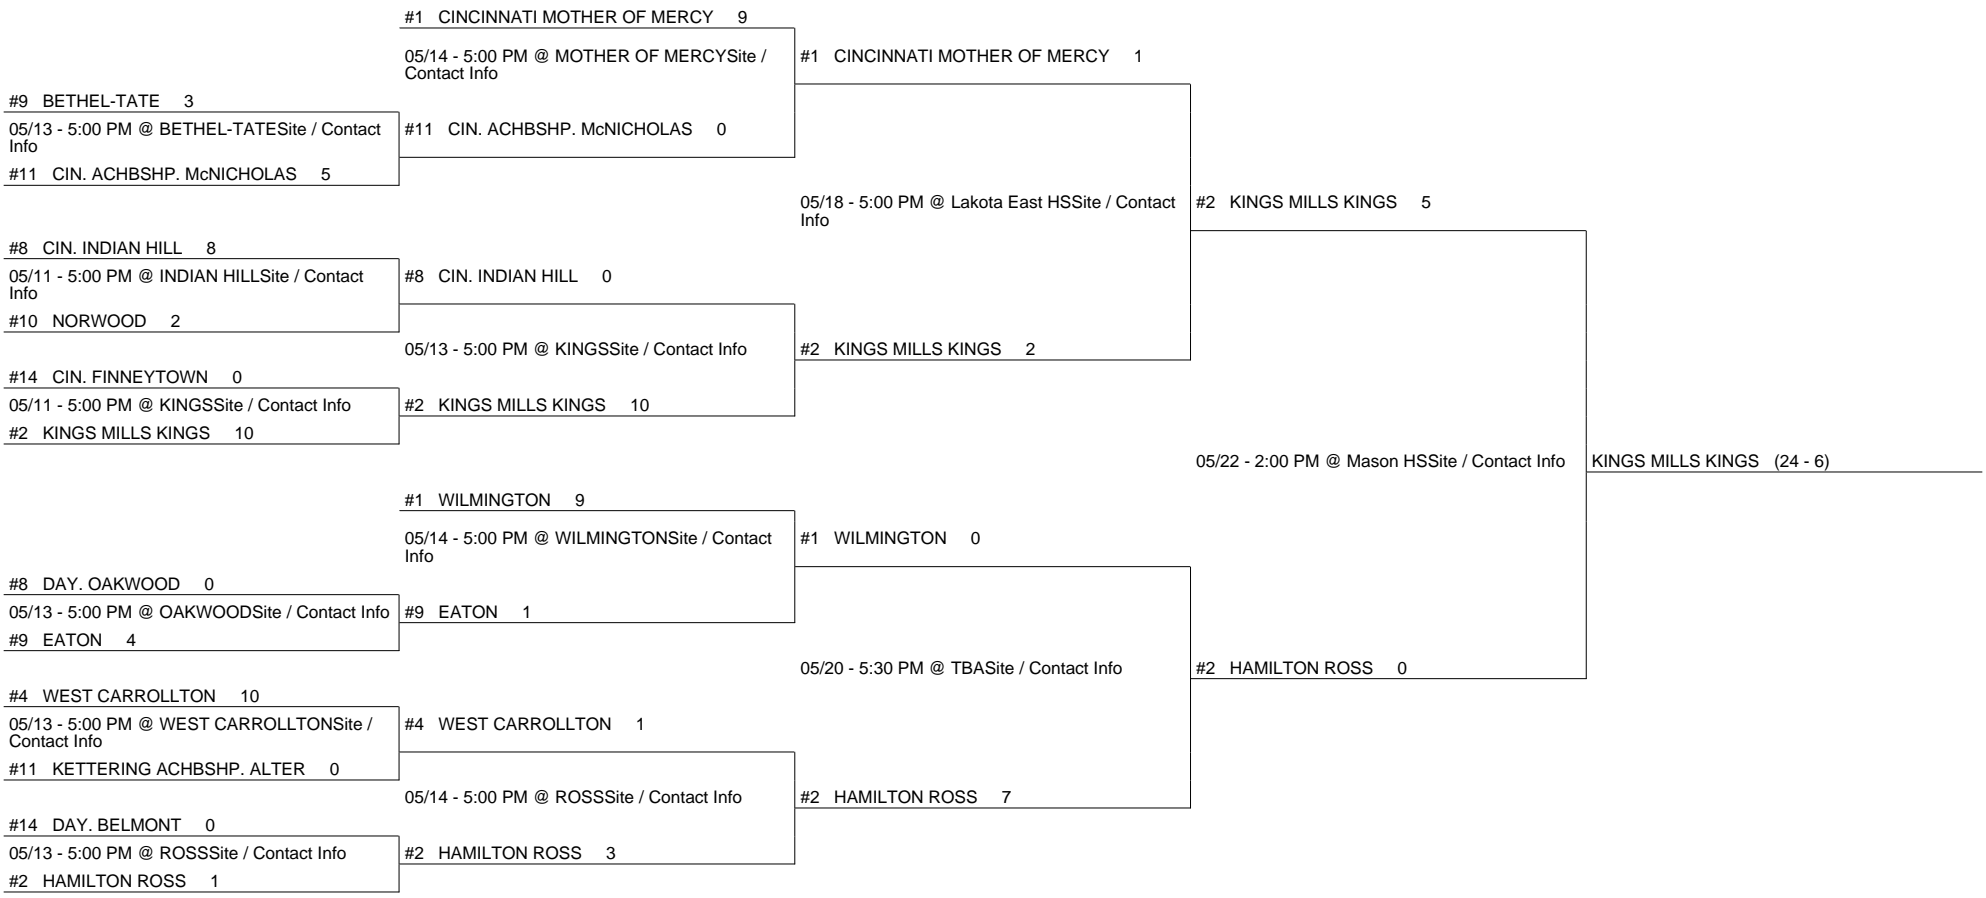 #1 CINCINNATI MOTHER OF MERCY 9
05/14 - 5:00 PM @ MOTHER OF MERCYSite /
Contact Info
#1 CINCINNATI MOTHER OF MERCY 1
#9 BETHEL-TATE 3
05/13 - 5:00 PM @ BETHEL-TATESite / Contact
Info
#11 CIN. ACHBSHP. McNICHOLAS 0
#11 CIN. ACHBSHP. McNICHOLAS 5
05/18 - 5:00 PM @ Lakota East HSSite / Contact
Info
#2 KINGS MILLS KINGS 5
#8 CIN. INDIAN HILL 8
05/11 - 5:00 PM @ INDIAN HILLSite / Contact
Info
#8 CIN. INDIAN HILL 0
#10 NORWOOD 2
05/13 - 5:00 PM @ KINGSSite / Contact Info
#2 KINGS MILLS KINGS 2
#14 CIN. FINNEYTOWN 0
05/11 - 5:00 PM @ KINGSSite / Contact Info
#2 KINGS MILLS KINGS 10
#2 KINGS MILLS KINGS 10
05/22 - 2:00 PM @ Mason HSSite / Contact Info
KINGS MILLS KINGS (24 - 6)
#1 WILMINGTON 9
05/14 - 5:00 PM @ WILMINGTONSite / Contact
Info
#1 WILMINGTON 0
#8 DAY. OAKWOOD 0
05/13 - 5:00 PM @ OAKWOODSite / Contact Info
#9 EATON 1
#9 EATON 4
05/20 - 5:30 PM @ TBASite / Contact Info
#2 HAMILTON ROSS 0
#4 WEST CARROLLTON 10
05/13 - 5:00 PM @ WEST CARROLLTONSite /
Contact Info
#4 WEST CARROLLTON 1
#11 KETTERING ACHBSHP. ALTER 0
05/14 - 5:00 PM @ ROSSSite / Contact Info
#2 HAMILTON ROSS 7
#14 DAY. BELMONT 0
05/13 - 5:00 PM @ ROSSSite / Contact Info
#2 HAMILTON ROSS 3
#2 HAMILTON ROSS 1